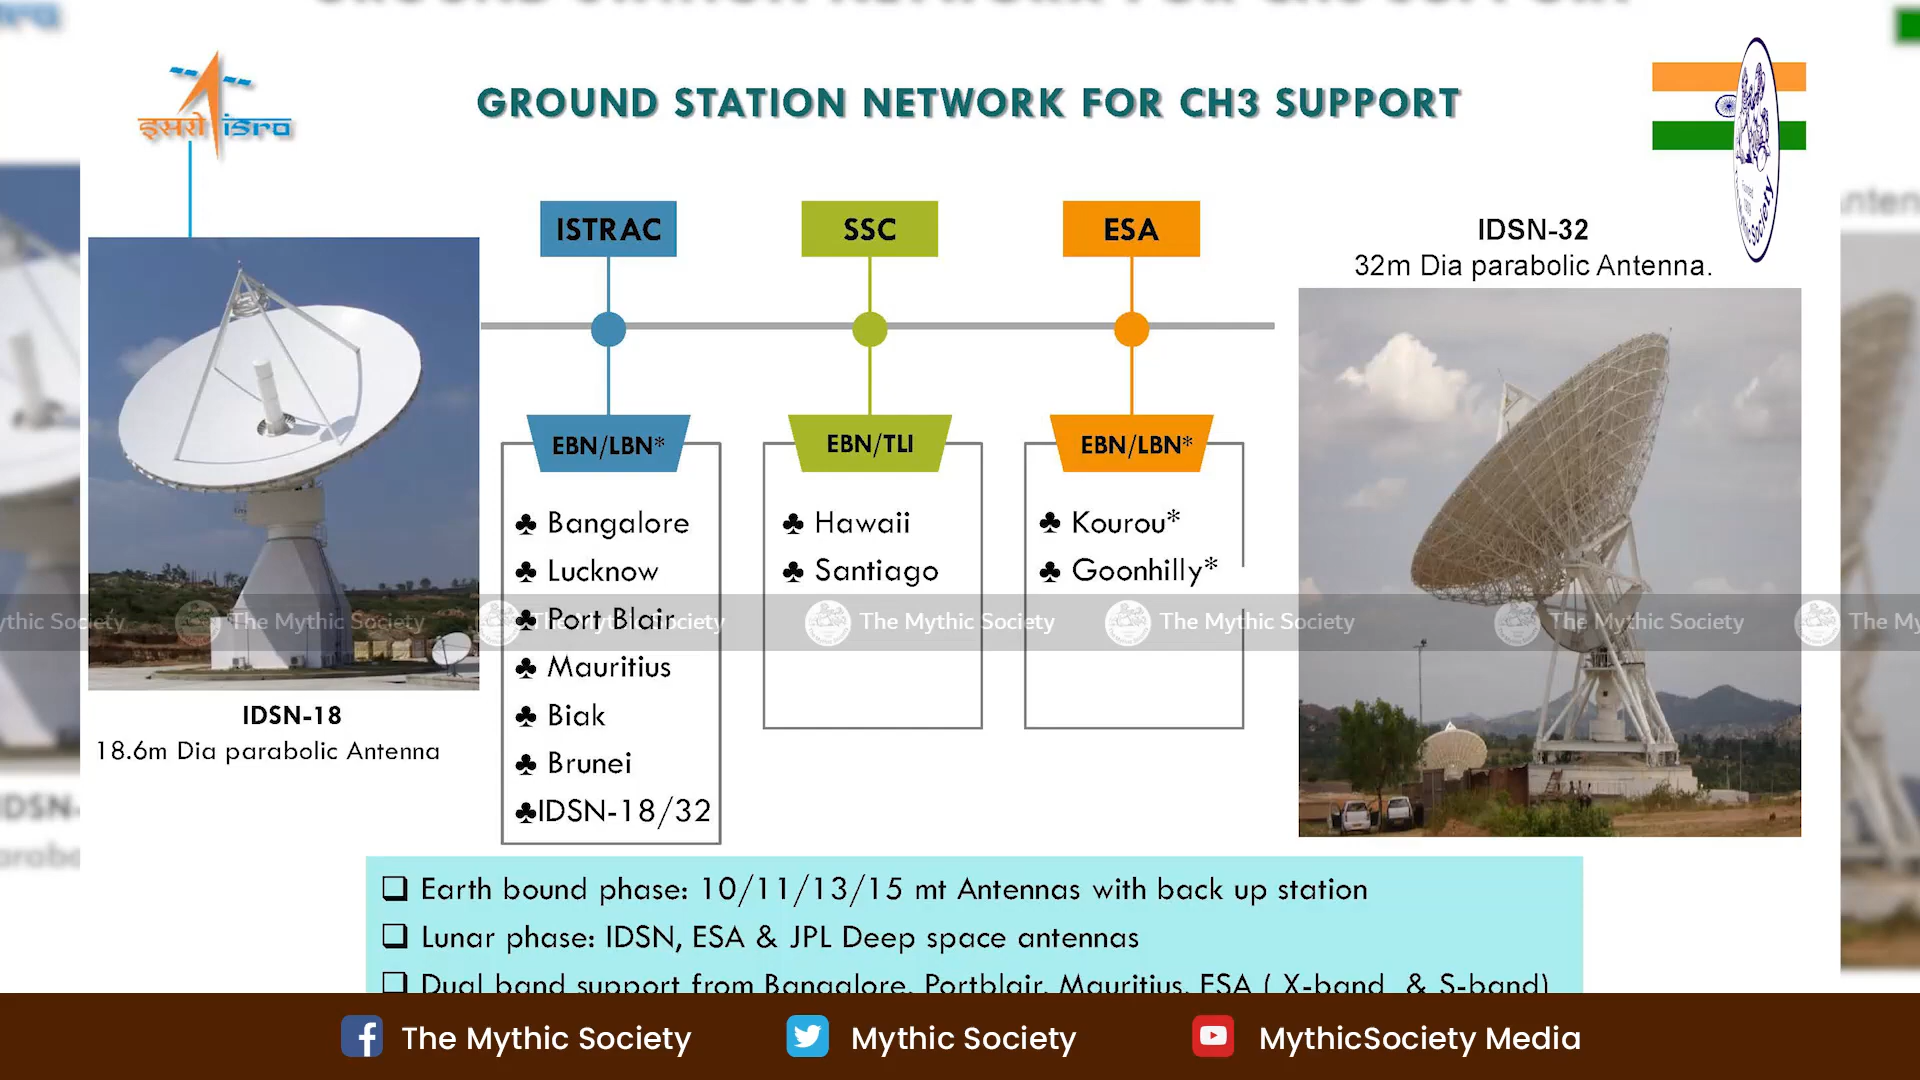 इसरो isro
GROUND STATION NETWORK FOR CH3 SUPPORT
ISTRAC
SSC
ESA
IDSN-32
32m Dia parabolic Antenna.
EBN/LBN*
EBN/TLI
EBN/LBN*
♣ Bangalore
♣ Lucknow
♣ Port Blair
♣ Mauritius
♣ Biak
♣ Brunei
♣IDSN-18/32
♣ Hawaii
♣ Santiago
♣ Kourou*
♣ Goonhilly*
The Mythic Society
The Mythic Society
The Mythic Society
The Mythic Society
The Mythic Society
IDSN-18
18.6m Dia parabolic Antenna
❑ Earth bound phase: 10/11/13/15 mt Antennas with back up station
❑ Lunar phase: IDSN, ESA & JPL Deep space antennas
❑ Dual band support from Bangalore, Portblair, Mauritius, ESA ( X-band & S-band)
The Mythic Society
Mythic Society
MythicSociety Media